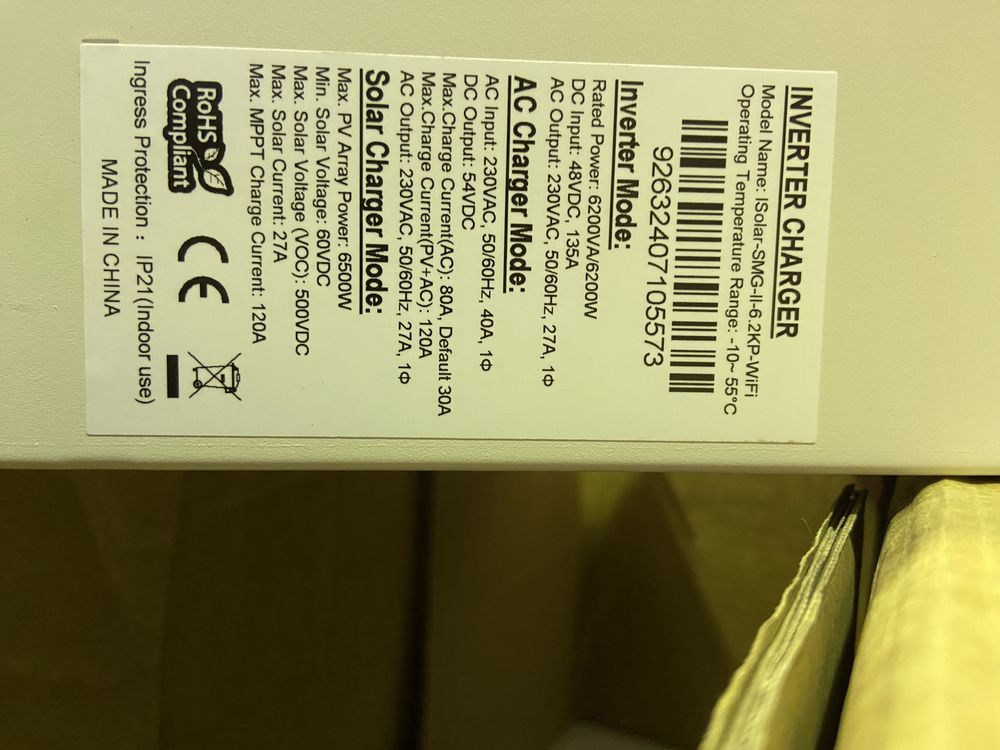 INVERTER CHARGER
Model Name: ISolar-SMG-II-6.2KP-WiFi
Operating Temperature Range: -10~ 55°C
92632407105573
Inverter Mode:
Rated Power: 6200VA/6200W
DC Input: 48VDC, 135A
AC Output: 230VAC, 50/60Hz, 27A, 1Φ
AC Charger Mode:
AC Input: 230VAC, 50/60Hz, 40A, 1Φ
DC Output: 54VDC
Max.Charge Current(AC): 80A, Default 30A
Max.Charge Current(PV+AC): 120A
AC Output: 230VAC, 50/60Hz, 27A, 1Φ
Solar Charger Mode:
Max. PV Array Power: 6500W
Min. Solar Voltage: 60VDC
Max. Solar Voltage (VOC): 500VDC
Max. Solar Current: 27A
Max. MPPT Charge Current: 120A
RoHS
Compliant
CE
Ingress Protection : IP21(Indoor use)
MADE IN CHINA